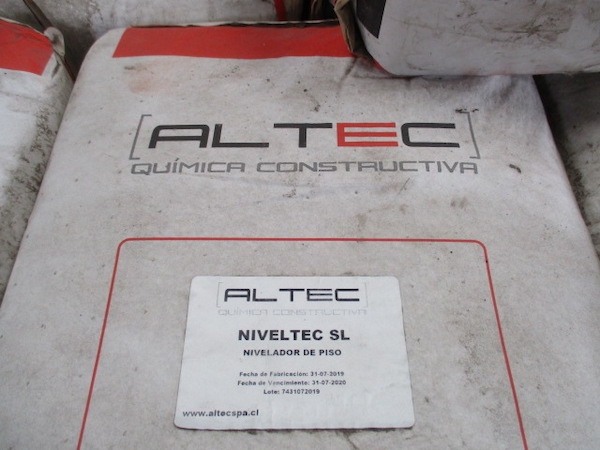 [ALTEC]
QUÍMICA CONSTRUCTIVA
[ALTEC]
QUÍMICA CONSTRUCTIVA
NIVELTEC SL
NIVELADOR DE PISO
Fecha de Fabricación: 31-07-2019
Fecha de Vencimiento: 31-07-2020
Lote: 7431072019
www.altecspa.cl